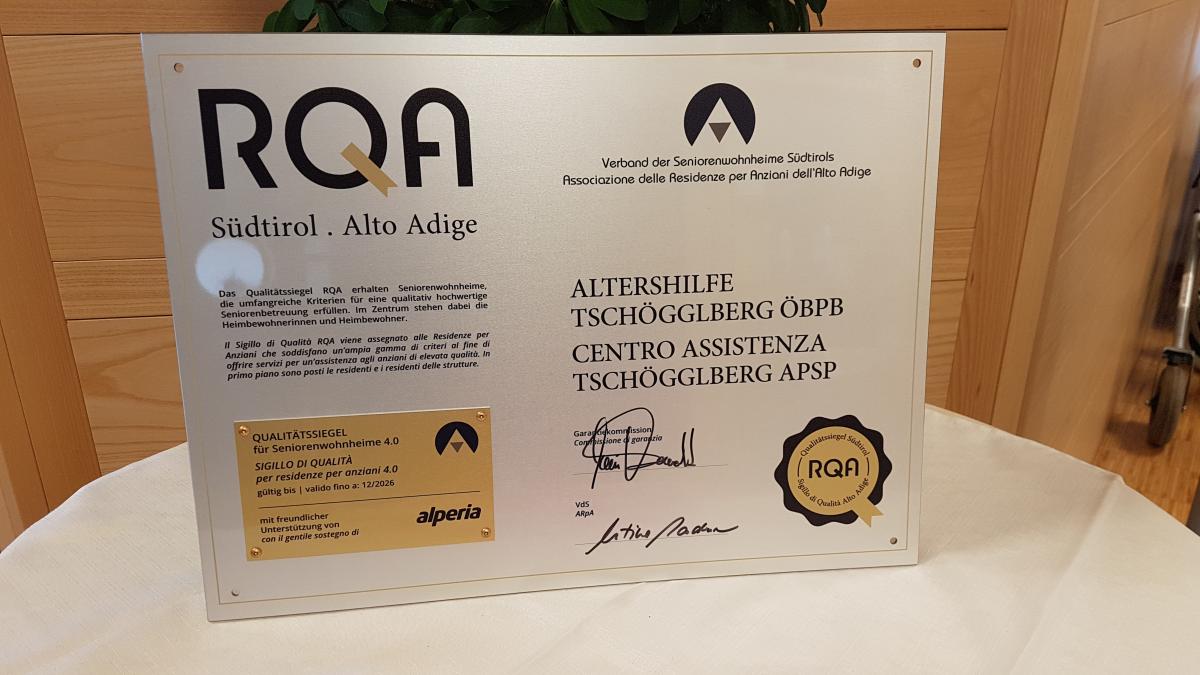 RQA
Südtirol . Alto Adige
Verband der Seniorenwohnheime Südtirols
Associazione delle Residenze per Anziani dell'Alto Adige
Das Qualitätssiegel RQA erhalten Seniorenwohnheime,
die umfangreiche Kriterien für eine qualitativ hochwertige
Seniorenbetreuung erfüllen. Im Zentrum stehen dabei die
Heimbewohnerinnen und Heimbewohner.
Il Sigillo di Qualità RQA viene assegnato alle Residenze per
Anziani che soddisfano un'ampia gamma di criteri al fine di
offrire servizi per un'assistenza agli anziani di elevata qualità. In
primo piano sono posti le residenti e i residenti delle strutture.
ALTERSHILFE
TSCHÖGGLBERG ÖBPB
CENTRO ASSISTENZA
TSCHÖGGLBERG APSP
QUALITÄTSSIEGEL
für Seniorenwohnheime 4.0
SIGILLO DI QUALITÀ
per residenze per anziani 4.0
gültig bis | valido fino a: 12/2026
mit freundlicher
Unterstützung von
con il gentile sostegno di
alperia
Garantiekommission
Commissione di garanzia
VdS
ARpA
Qualitätssiegel Südtirol
RQA
Sigillo di Qualità Alto Adige